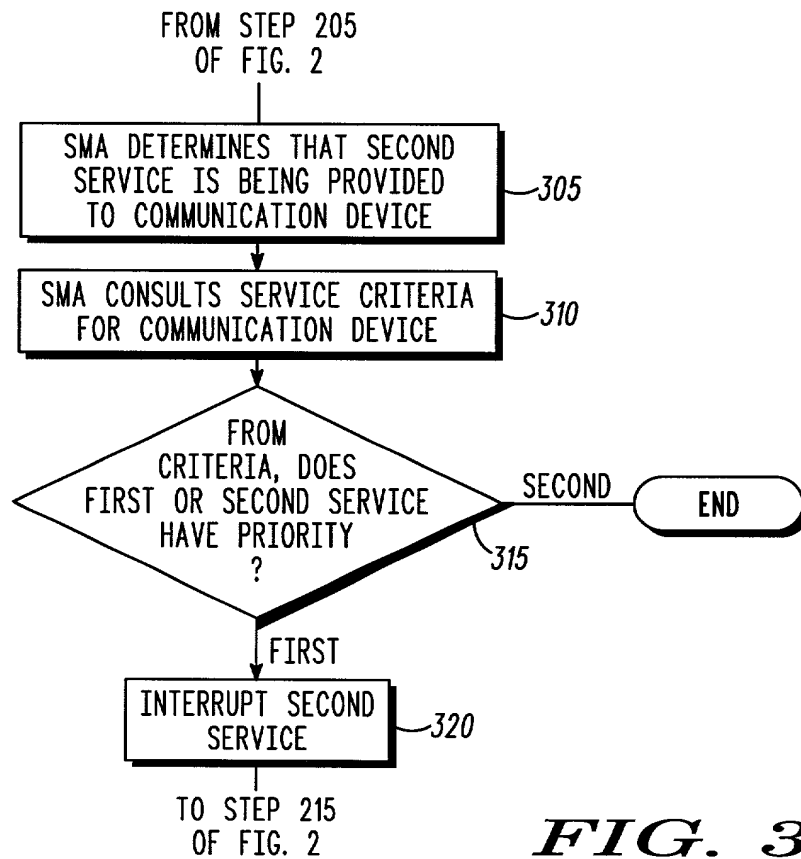 FROM STEP 205
OF FIG. 2
SMA DETERMINES THAT SECOND
SERVICE IS BEING PROVIDED
TO COMMUNICATION DEVICE
305
SMA CONSULTS SERVICE CRITERIA
FOR COMMUNICATION DEVICE
310
FROM
CRITERIA, DOES
FIRST OR SECOND SERVICE
HAVE PRIORITY
?
315
SECOND
END
FIRST
INTERRUPT SECOND
SERVICE
320
TO STEP 215
OF FIG. 2
FIG. 3